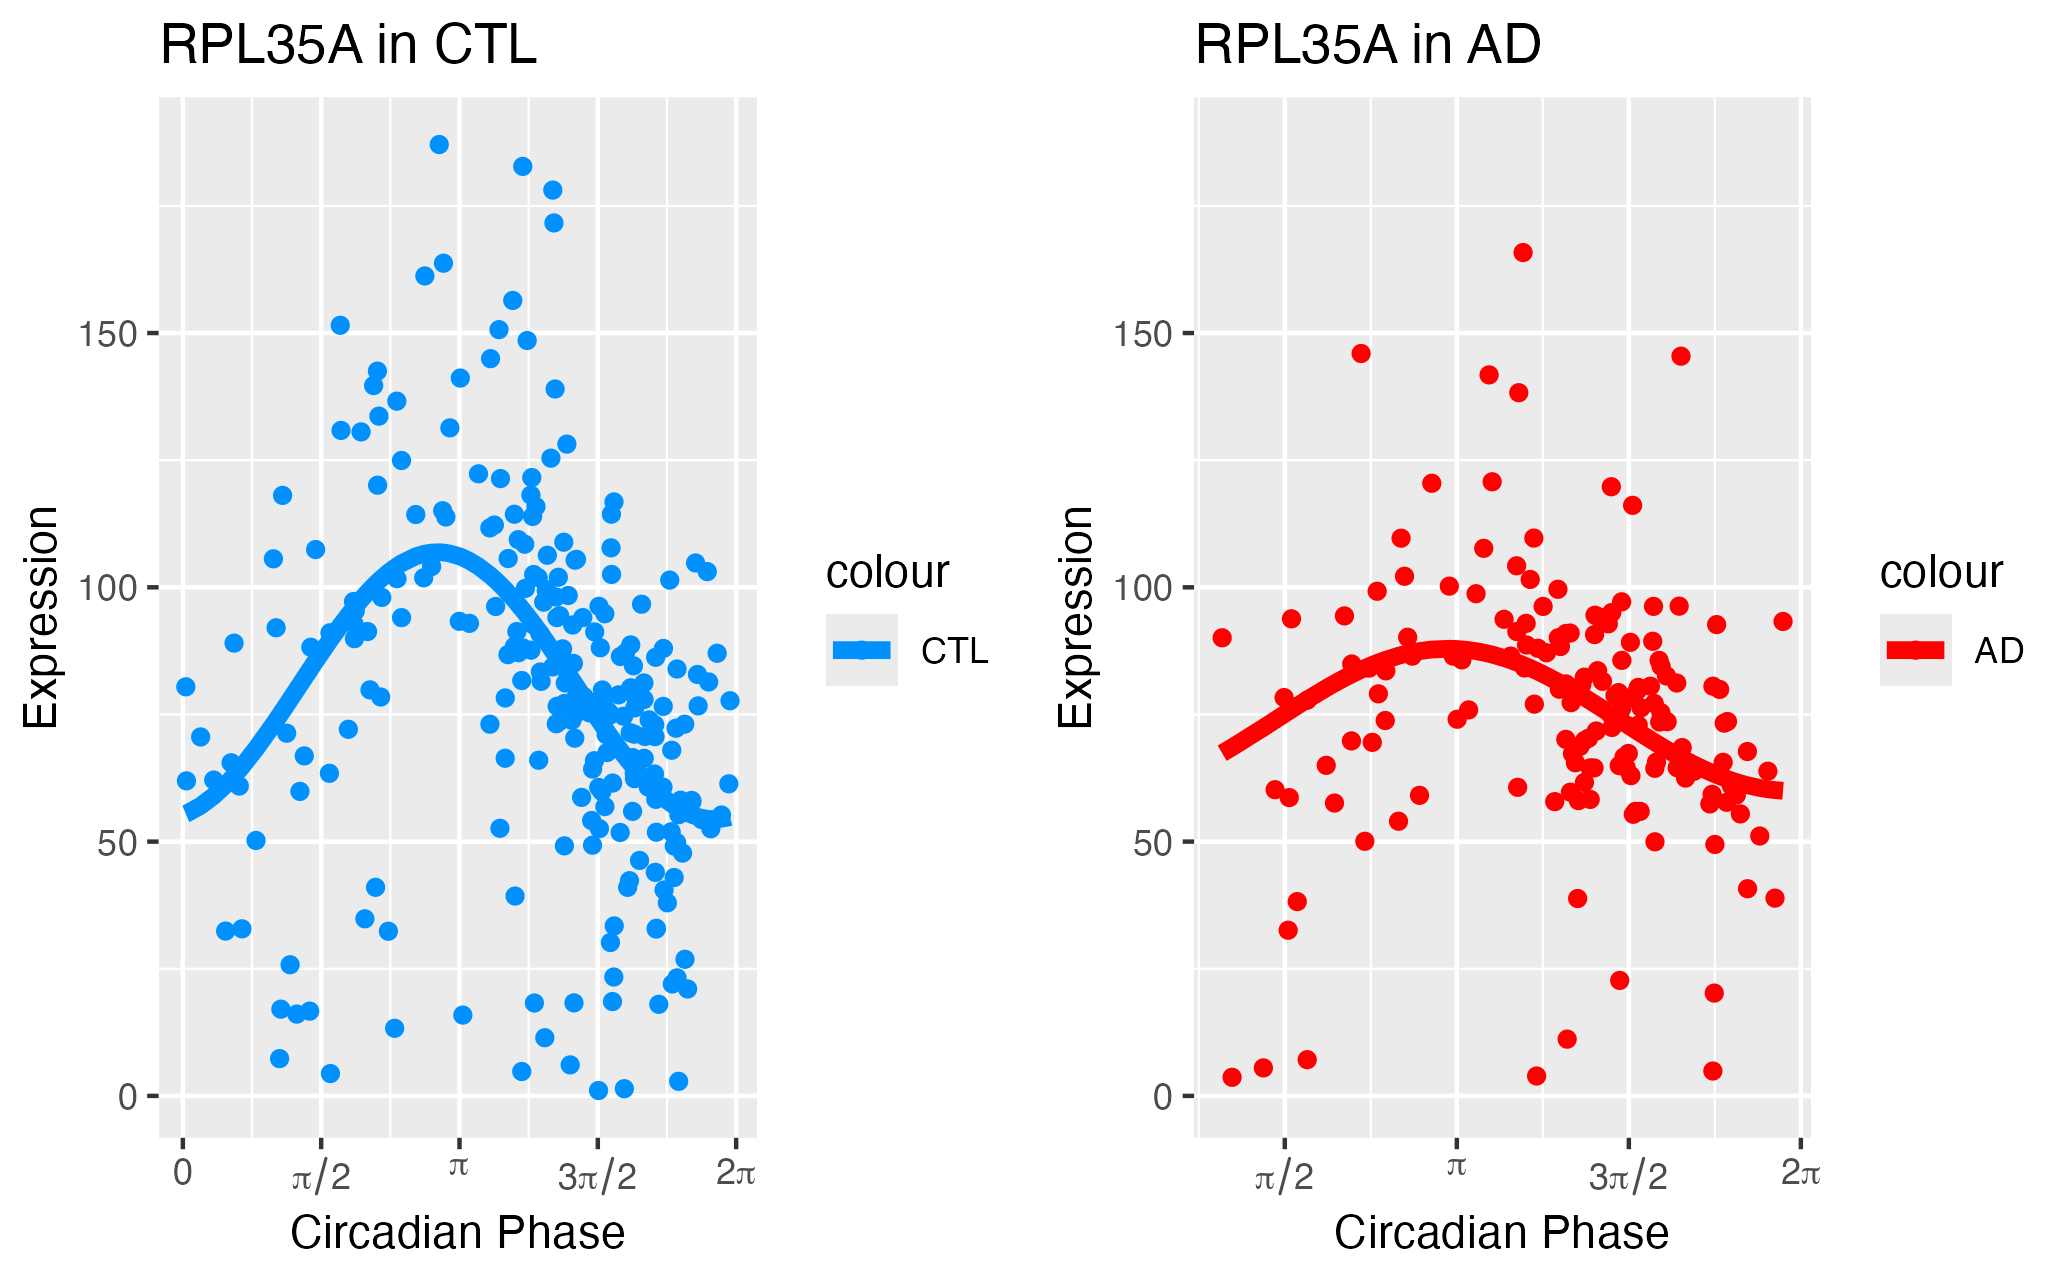 RPL35A in CTL
Expression
150
100
50
0
0 π/2 π 3π/2 2π
Circadian Phase
colour
CTL
RPL35A in AD
Expression
150
100
50
0
π/2 π 3π/2 2π
Circadian Phase
colour
AD